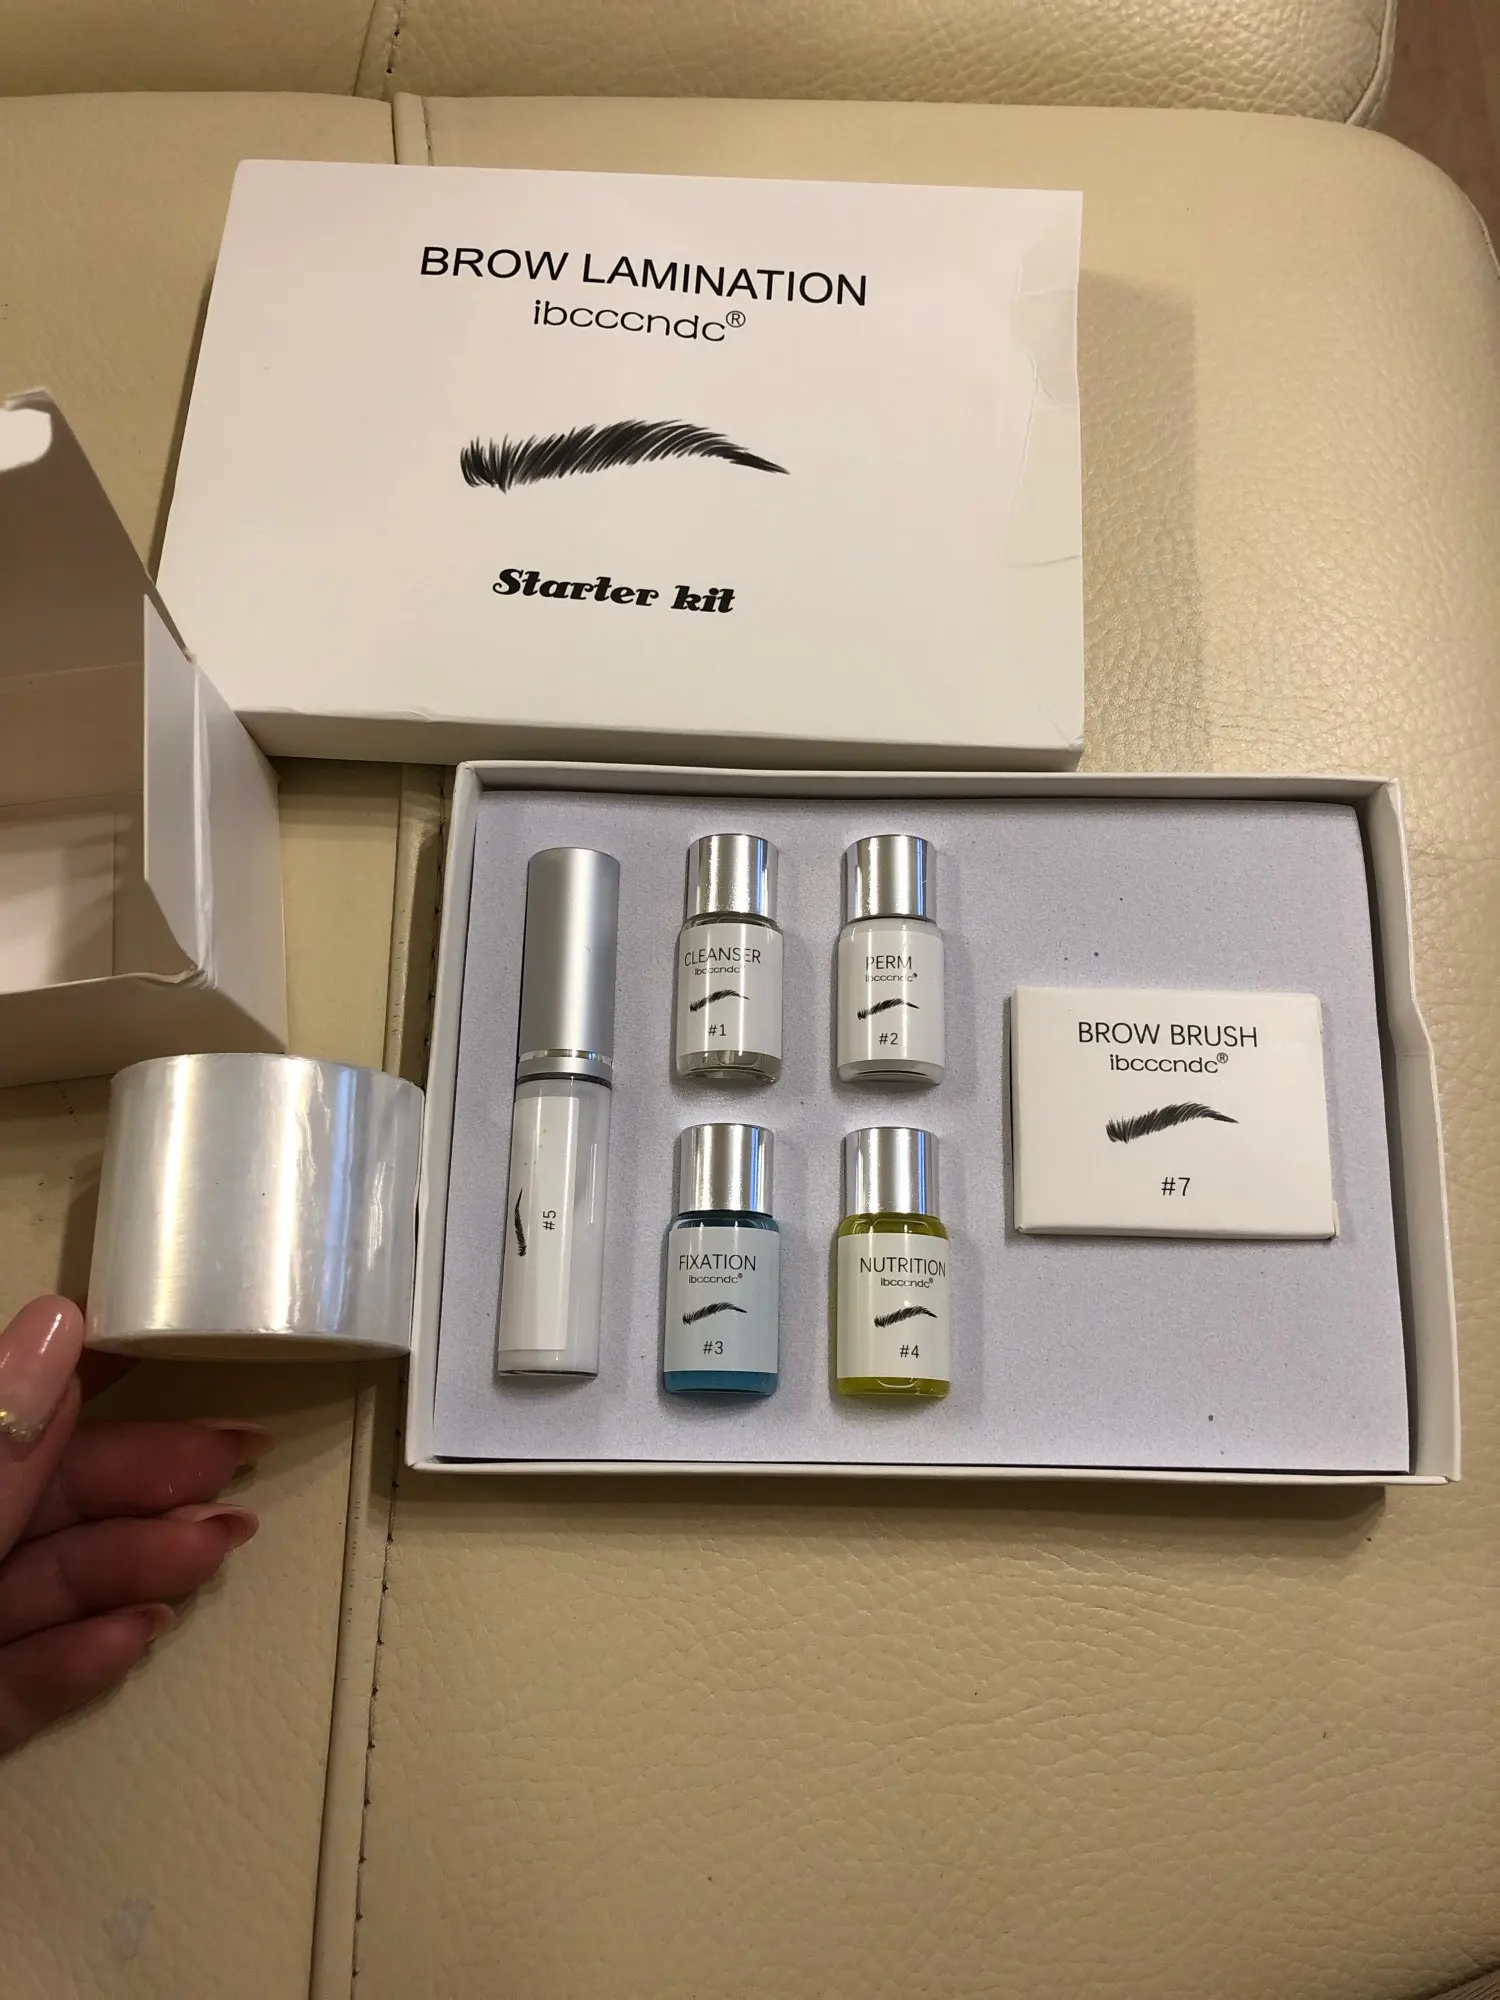 BROW LAMINATION
ibcccndc®
Starter kit
#5
CLEANSER
ibcccndc®
#1
PERM
ibcccndc®
#2
FIXATION
ibcccndc®
#3
NUTRITION
ibcccndc®
#4
BROW BRUSH
ibcccndc®
#7